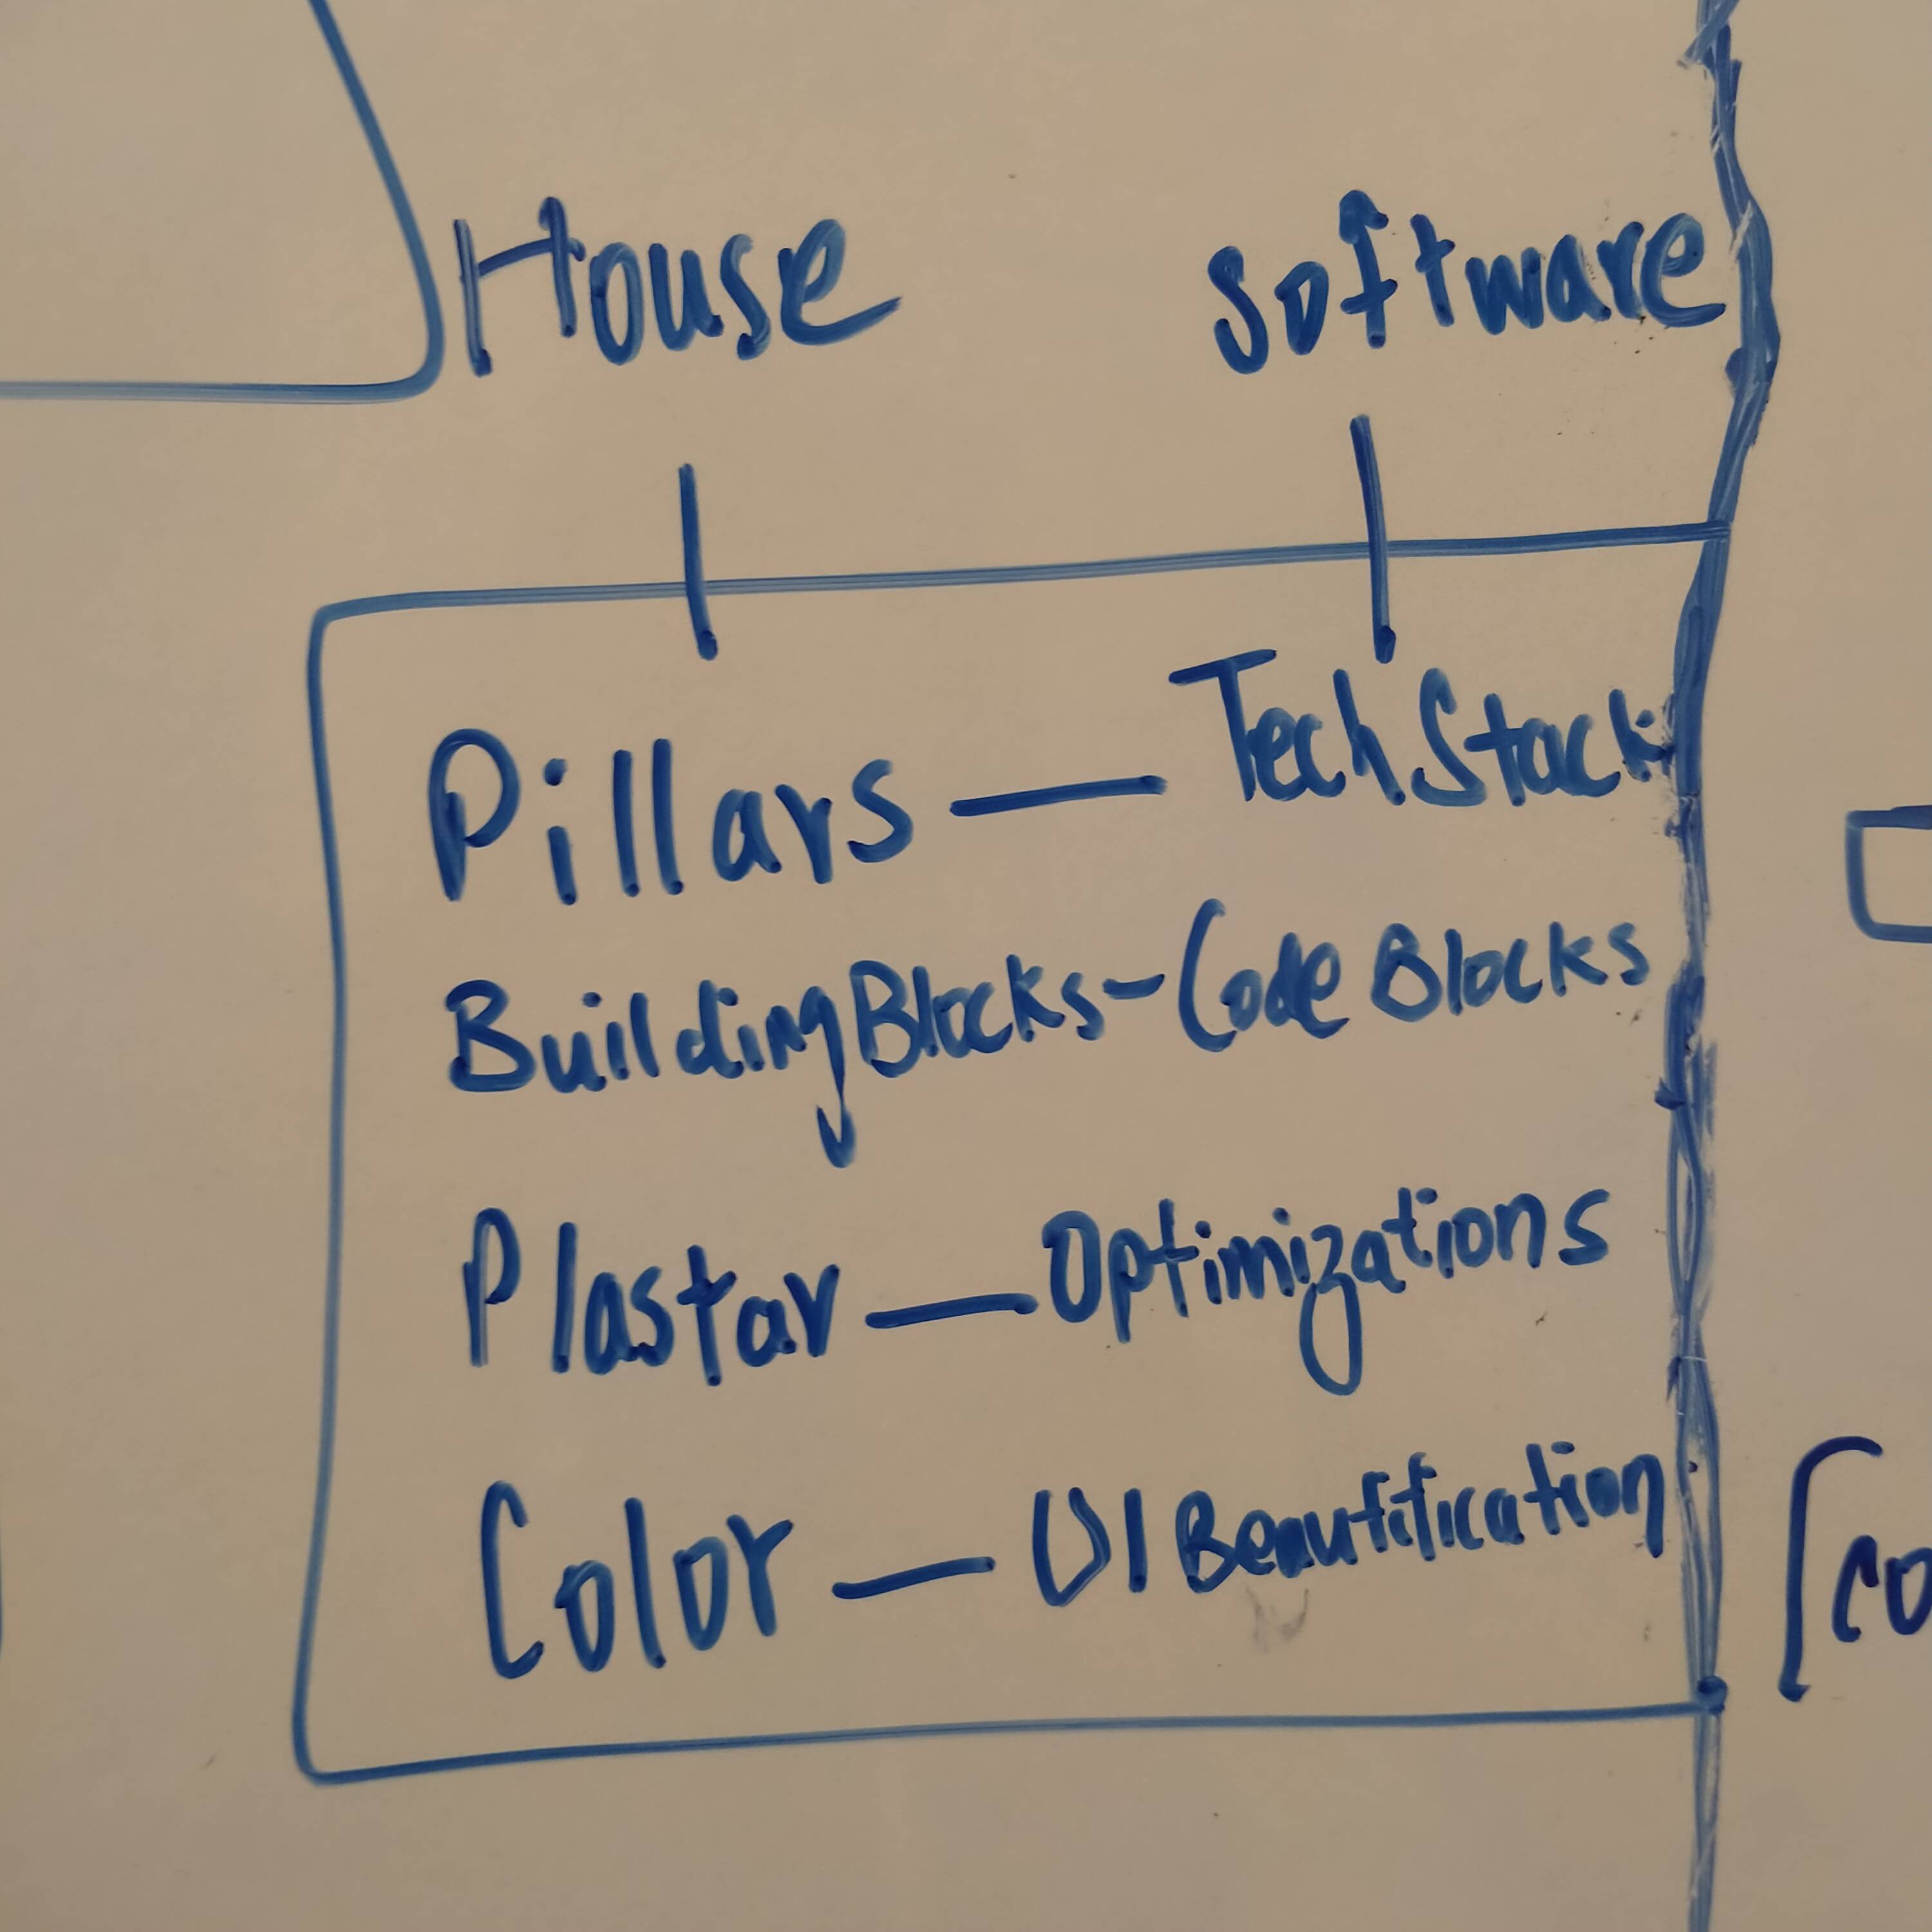 House Software
Pillars — Tech Stack
Building Blocks - Code Blocks
Plastar — Optimizations
Color — UI Beautification
co